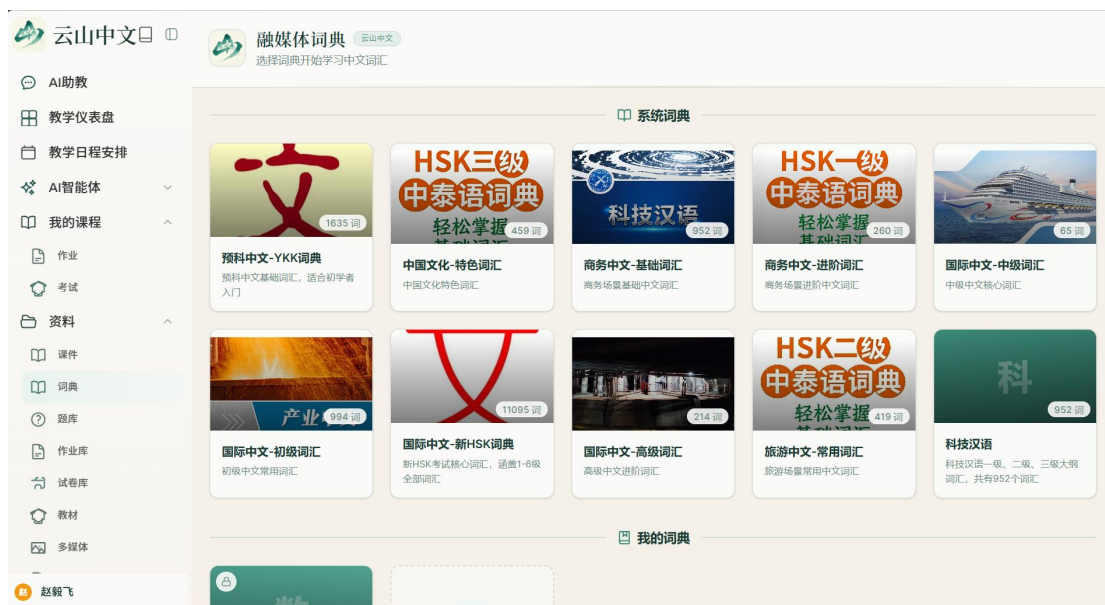 云山中文
AI助教
教学仪表盘
教学日程安排
AI智能体
我的课程
作业
考试
资料
课件
词典
题库
作业库
试卷库
教材
多媒体
赵
赵毅飞
融媒体词典 云山中文
选择词典开始学习中文词汇
系统词典
文
1635 词
预科中文-YKK词典
预科中文基础词汇，适合初学者
入门
HSK三级
中泰语词典
轻松掌握
459 词
中国文化-特色词汇
中国文化特色词汇
科技汉语
952 词
商务中文-基础词汇
商务场景基础中文词汇
HSK一级
中泰语词典
轻松掌握
基础词汇
260 词
商务中文-进阶词汇
商务场景进阶中文词汇
65 词
国际中文-中级词汇
中级中文核心词汇
产业
994 词
国际中文-初级词汇
初级中文常用词汇
11095 词
国际中文-新HSK词典
新HSK考试核心词汇，涵盖1-6级
全部词汇
214 词
国际中文-高级词汇
高级中文进阶词汇
HSK二级
中泰语词典
轻松掌握
419 词
旅游中文-常用词汇
旅游场景常用中文词汇
科
952 词
科技汉语
科技汉语一级、二级、三级大纲
词汇，共有952个词汇
我的词典